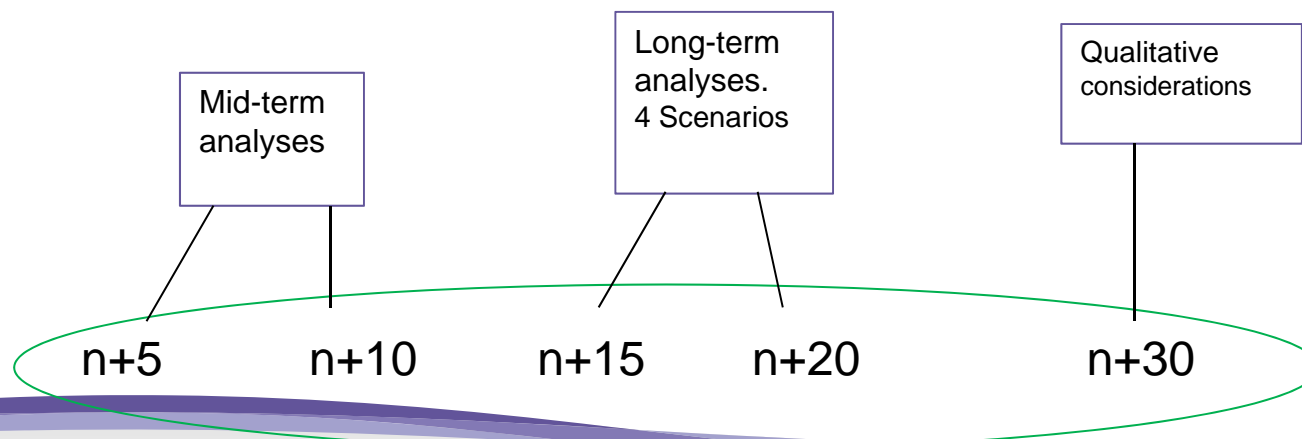 Mid-term
analyses
Long-term
analyses.
4 Scenarios
Qualitative
considerations
n+5 n+10 n+15 n+20 n+30